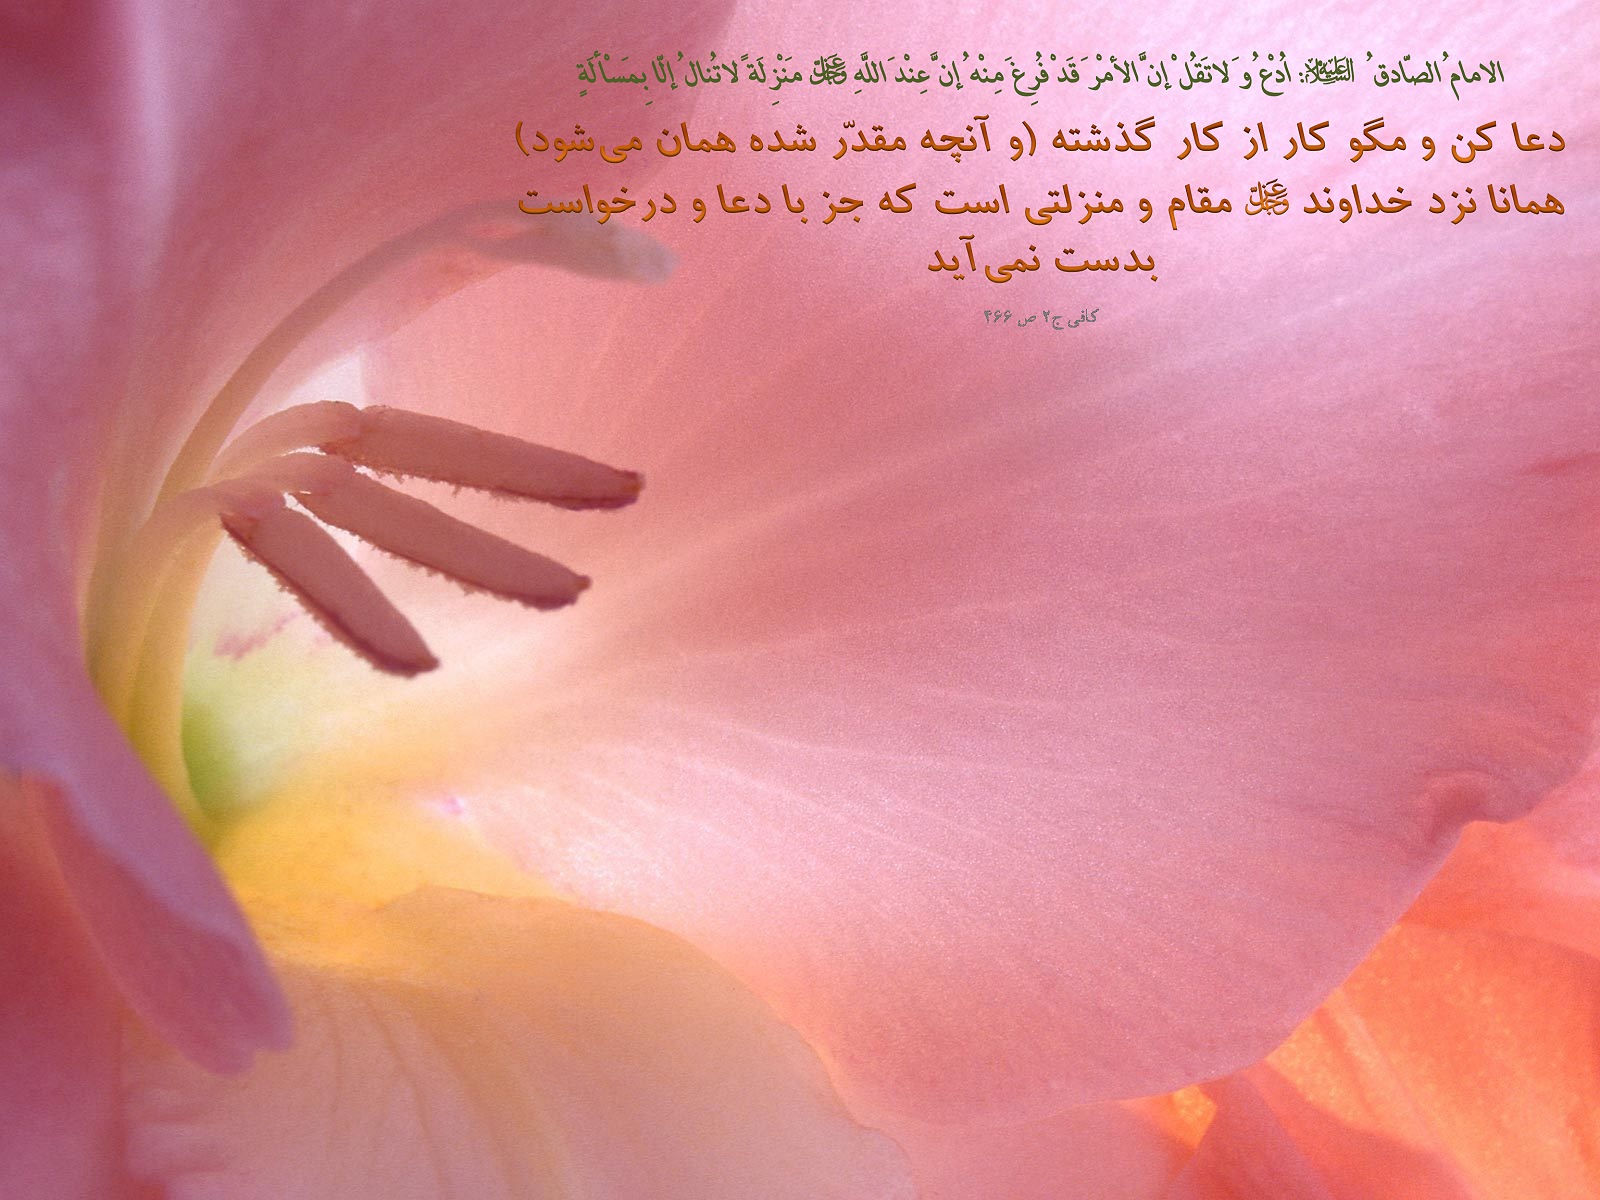 الامامُ الصّادقُ علیه‌السلام: اُدْعُ وَ لاتَقُلْ إنَّ الأمْرَ قَدْ فُرِغَ مِنْهُ إنَّ عِنْدَ اللَّهِ عزّوجلّ مَنْزِلَةً لاتُنالُ إلّا بِمَسْألَةٍ
دعا کن و مگو کار از کار گذشته (و آنچه مقدّر شده همان می‌شود)
همانا نزد خداوند عزّوجلّ مقام و منزلتی است که جز با دعا و درخواست
بدست نمی‌آید
کافی ج۲ ص ۴۶۶